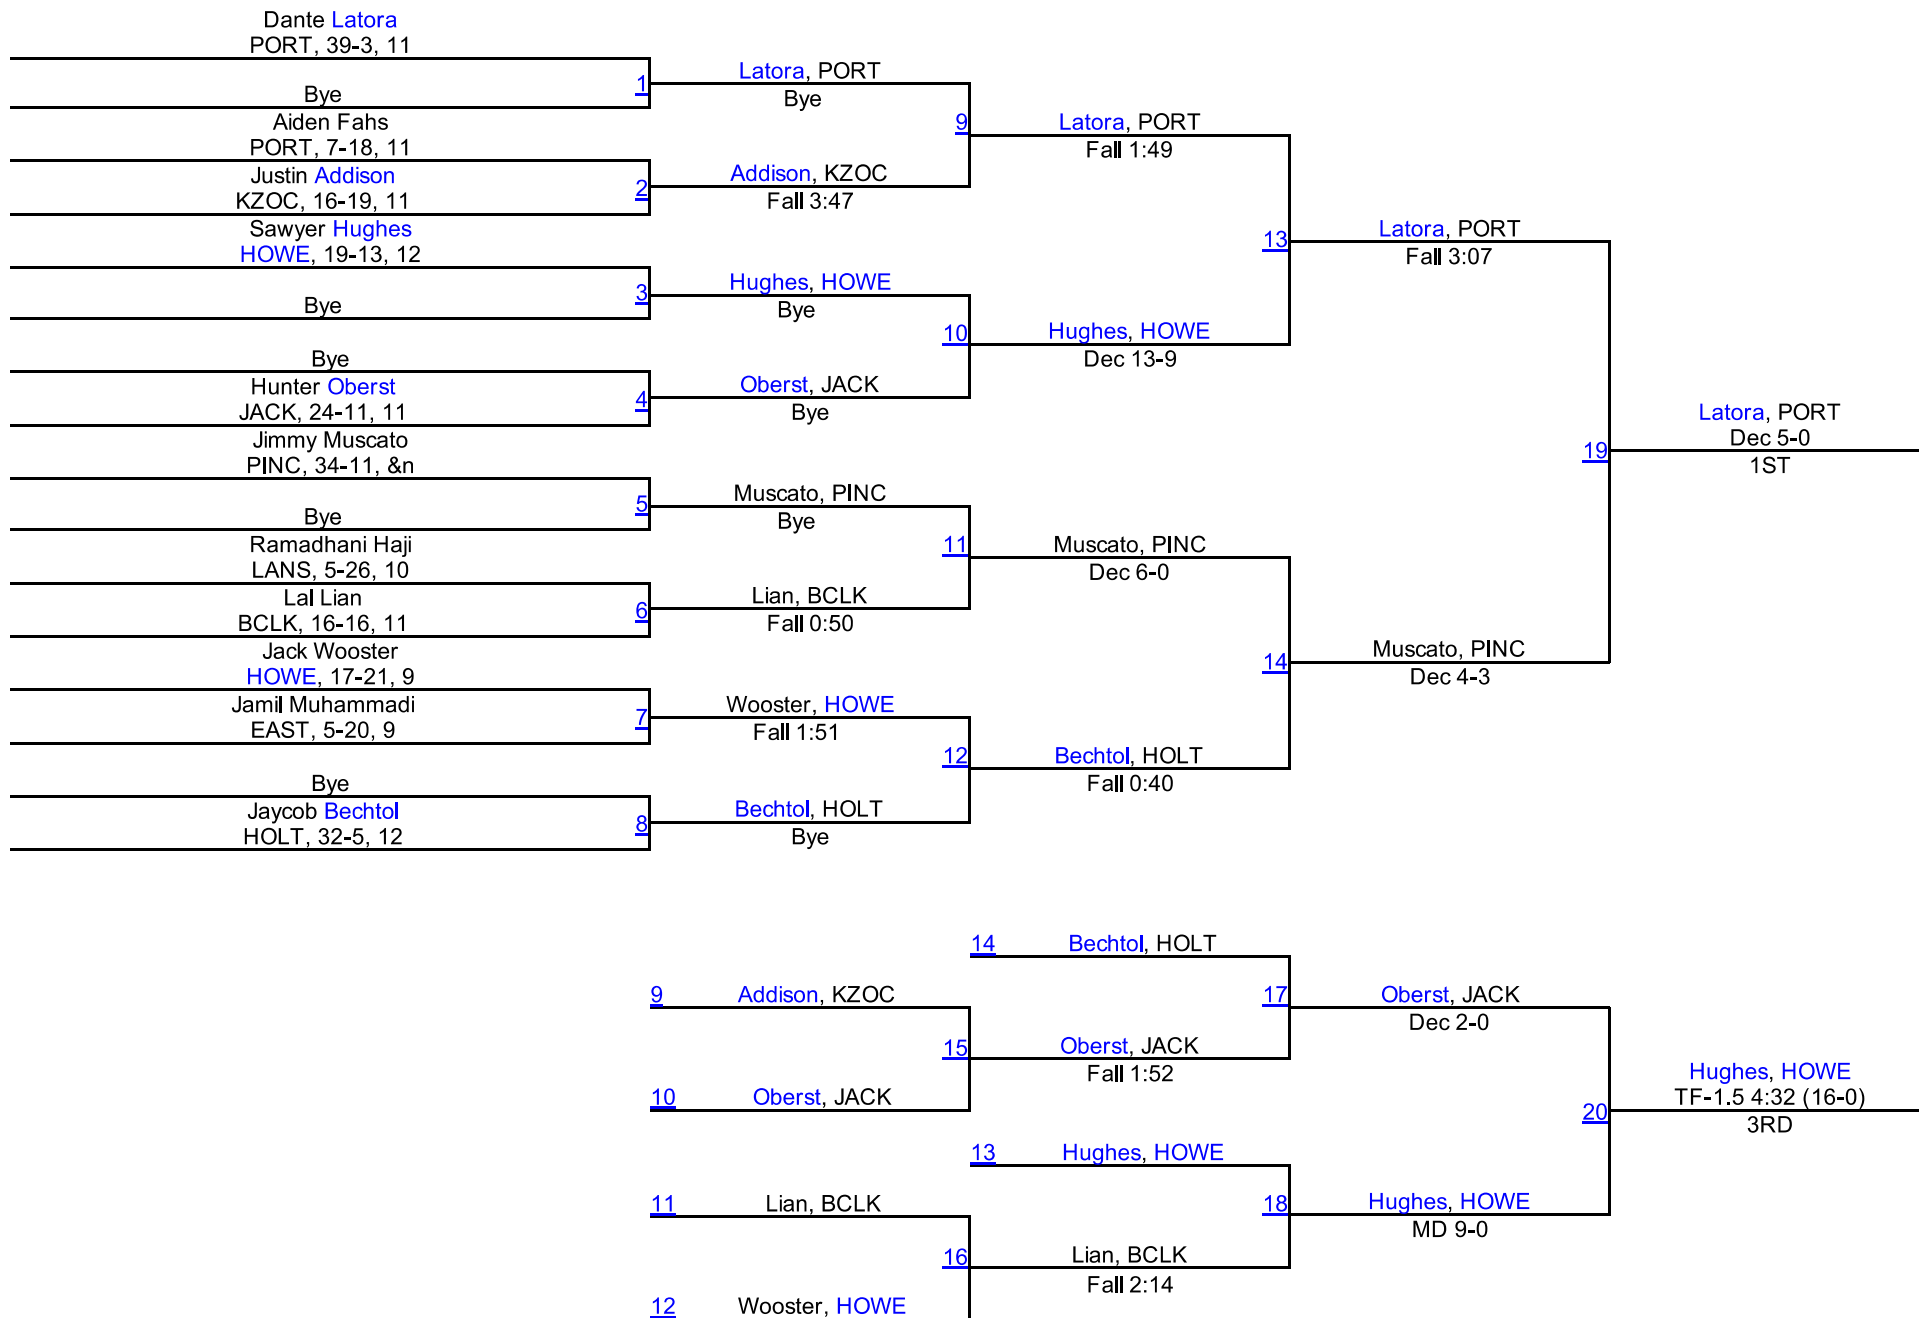 Dante Latora
PORT, 39-3, 11
1
Bye
Aiden Fahs
PORT, 7-18, 11
2
Justin Addison
KZOC, 16-19, 11
Sawyer Hughes
HOWE, 19-13, 12
3
Bye
Bye
4
Hunter Oberst
JACK, 24-11, 11
Jimmy Muscato
PINC, 34-11, &n
5
Bye
Ramadhani Haji
LANS, 5-26, 10
6
Lal Lian
BCLK, 16-16, 11
Jack Wooster
HOWE, 17-21, 9
7
Jamil Muhammadi
EAST, 5-20, 9
Bye
8
Jaycob Bechtol
HOLT, 32-5, 12
Latora, PORT
Bye
9
Addison, KZOC
Fall 3:47
Hughes, HOWE
Bye
10
Oberst, JACK
Bye
Muscato, PINC
Bye
11
Lian, BCLK
Fall 0:50
Wooster, HOWE
Fall 1:51
12
Bechtol, HOLT
Bye
Latora, PORT
Fall 1:49
13
Hughes, HOWE
Dec 13-9
Muscato, PINC
Dec 6-0
14
Bechtol, HOLT
Fall 0:40
Latora, PORT
Fall 3:07
19
Muscato, PINC
Dec 4-3
Latora, PORT
Dec 5-0
1ST
14 Bechtol, HOLT
9 Addison, KZOC
17
Oberst, JACK
Dec 2-0
15
Oberst, JACK
Fall 1:52
10 Oberst, JACK
Hughes, HOWE
TF-1.5 4:32 (16-0)
20
3RD
13 Hughes, HOWE
11 Lian, BCLK
18
Hughes, HOWE
MD 9-0
16
Lian, BCLK
Fall 2:14
12 Wooster, HOWE